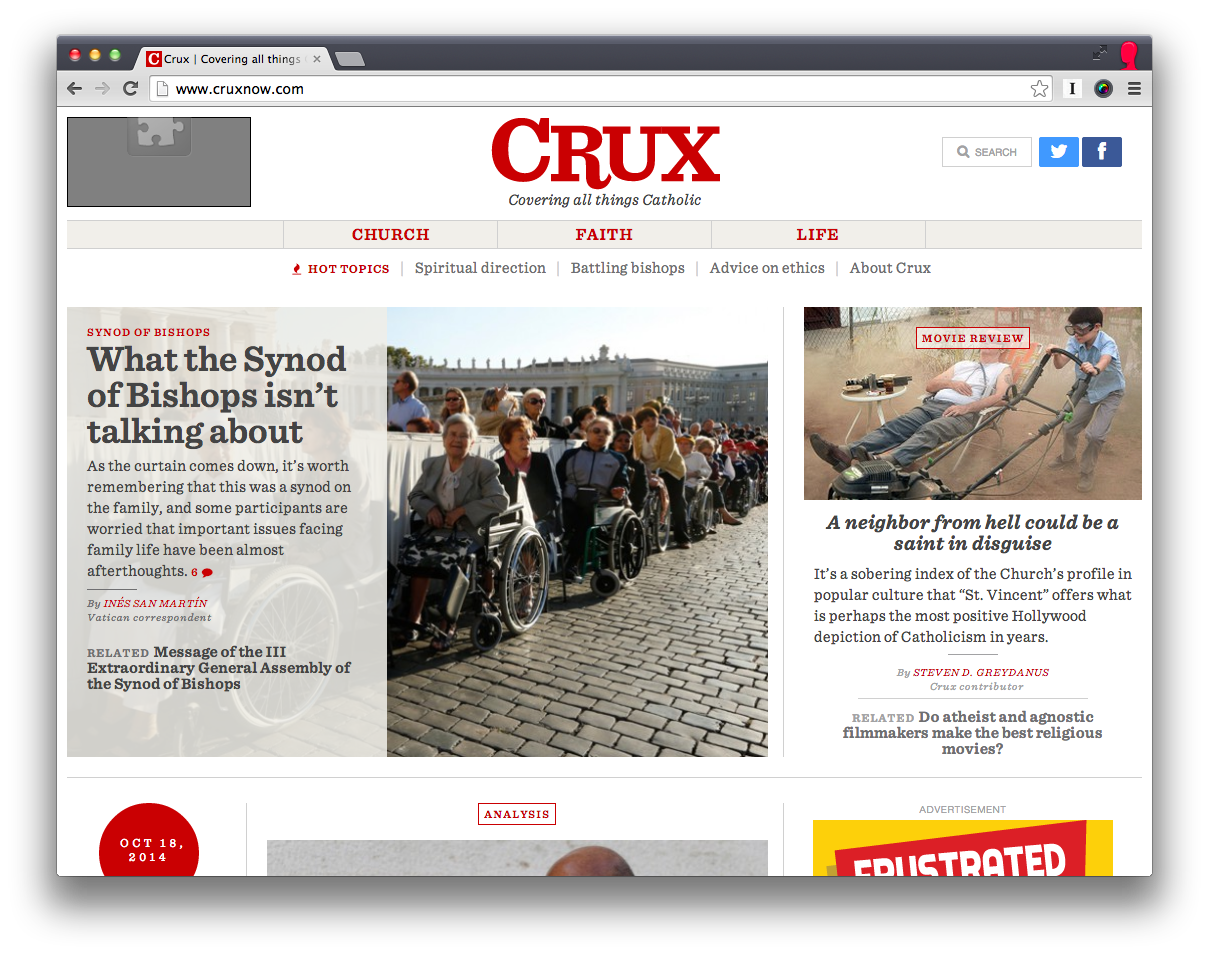 Crux | Covering all things
www.cruxnow.com
CRUX
Covering all things Catholic
SEARCH
CHURCH
FAITH
LIFE
HOT TOPICS
Spiritual direction
Battling bishops
Advice on ethics
About Crux
SYNOD OF BISHOPS
What the Synod
of Bishops isn’t
talking about
As the curtain comes down, it’s worth
remembering that this was a synod on
the family, and some participants are
worried that important issues facing
family life have been almost
afterthoughts. 6
By INÉS SAN MARTÍN
Vatican correspondent
RELATED Message of the III
Extraordinary General Assembly of
the Synod of Bishops
MOVIE REVIEW
A neighbor from hell could be a
saint in disguise
It’s a sobering index of the Church’s profile in
popular culture that “St. Vincent” offers what
is perhaps the most positive Hollywood
depiction of Catholicism in years.
By STEVEN D. GREYDANUS
Crux contributor
RELATED Do atheist and agnostic
filmmakers make the best religious
movies?
OCT 18,
2014
ANALYSIS
ADVERTISEMENT
FRUSTRATED